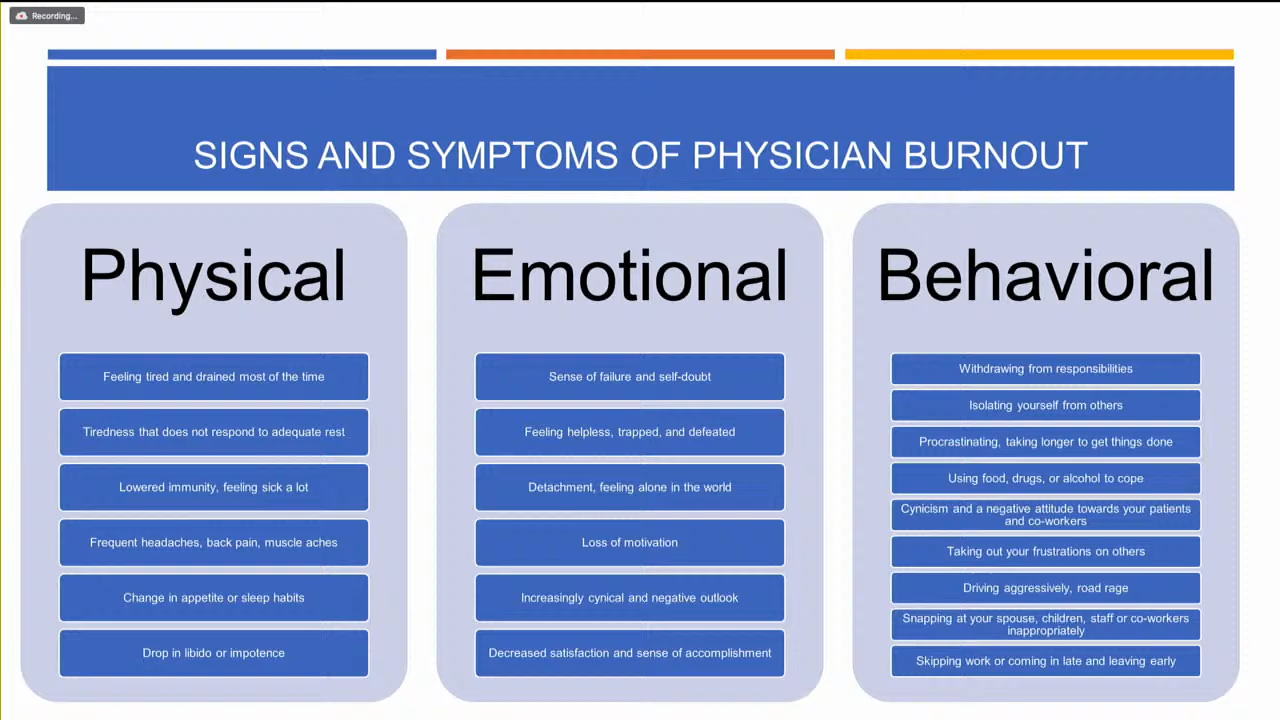 Recording...
SIGNS AND SYMPTOMS OF PHYSICIAN BURNOUT
Physical
Feeling tired and drained most of the time
Tiredness that does not respond to adequate rest
Lowered immunity, feeling sick a lot
Frequent headaches, back pain, muscle aches
Change in appetite or sleep habits
Drop in libido or impotence
Emotional
Sense of failure and self-doubt
Feeling helpless, trapped, and defeated
Detachment, feeling alone in the world
Loss of motivation
Increasingly cynical and negative outlook
Decreased satisfaction and sense of accomplishment
Behavioral
Withdrawing from responsibilities
Isolating yourself from others
Procrastinating, taking longer to get things done
Using food, drugs, or alcohol to cope
Cynicism and a negative attitude towards your patients
and co-workers
Taking out your frustrations on others
Driving aggressively, road rage
Snapping at your spouse, children, staff or co-workers
inappropriately
Skipping work or coming in late and leaving early